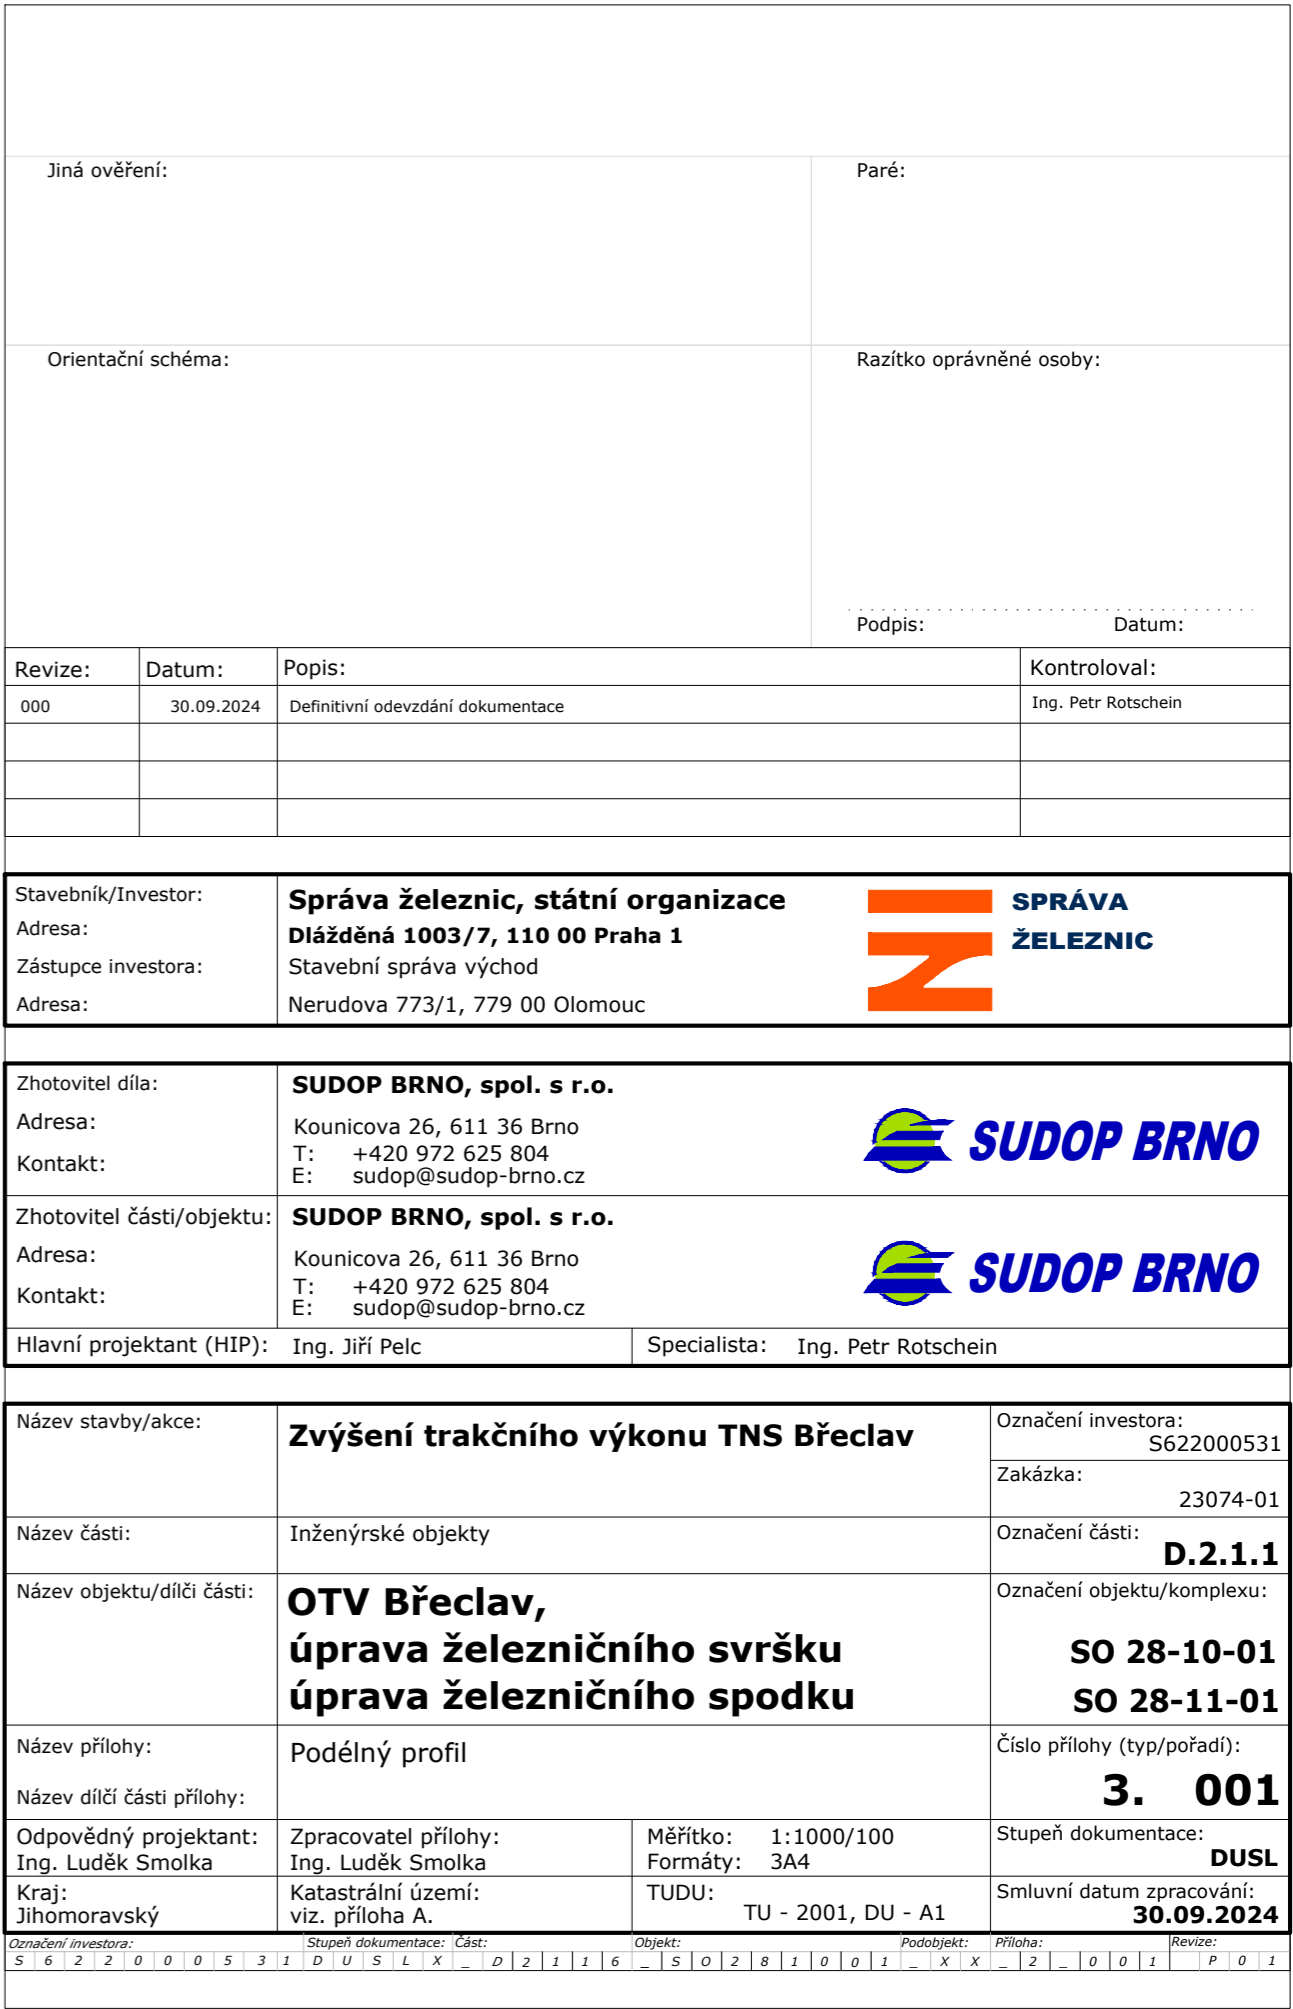 Jiná ověření:
Paré:
Orientační schéma:
Razítko oprávněné osoby:
Podpis: Datum:
Revize: Datum: Popis: Kontroloval:
000 30.09.2024 Definitivní odevzdání dokumentace Ing. Petr Rotschein
Stavebník/Investor: Správa železnic, státní organizace
Adresa: Dlážděná 1003/7, 110 00 Praha 1
Zástupce investora: Stavební správa východ
Adresa: Nerudova 773/1, 779 00 Olomouc
SPRÁVA
ŽELEZNIC
Zhotovitel díla: SUDOP BRNO, spol. s r.o.
Adresa: Kounicova 26, 611 36 Brno
Kontakt: T: +420 972 625 804
E: sudop@sudop-brno.cz
SUDOP BRNO
Zhotovitel části/objektu: SUDOP BRNO, spol. s r.o.
Adresa: Kounicova 26, 611 36 Brno
Kontakt: T: +420 972 625 804
E: sudop@sudop-brno.cz
SUDOP BRNO
Hlavní projektant (HIP): Ing. Jiří Pelc Specialista: Ing. Petr Rotschein
Název stavby/akce: Zvýšení trakčního výkonu TNS Břeclav
Označení investora:
S622000531
Zakázka:
23074-01
Název části: Inženýrské objekty
Označení části:
D.2.1.1
Název objektu/dílči části:
OTV Břeclav,
úprava železničního svršku
úprava železničního spodku
Označení objektu/komplexu:
SO 28-10-01
SO 28-11-01
Název přílohy: Podélný profil
Název dílčí části přílohy:
Číslo přílohy (typ/pořadí):
3. 001
Odpovědný projektant:
Ing. Luděk Smolka
Zpracovatel přílohy:
Ing. Luděk Smolka
Měřítko: 1:1000/100
Formáty: 3A4
Stupeň dokumentace:
DUSL
Kraj:
Jihomoravský
Katastrální území:
viz. příloha A.
TUDU:
TU - 2001, DU - A1
Smluvní datum zpracování:
30.09.2024
Označení investora: Stupeň dokumentace: Část: Objekt: Podobjekt: Příloha: Revize:
S 6 2 2 0 0 0 5 3 1 D U S L X _ D 2 1 1 6 _ S O 2 8 1 0 0 1 _ X X _ 2 _ 0 0 1 P 0 1